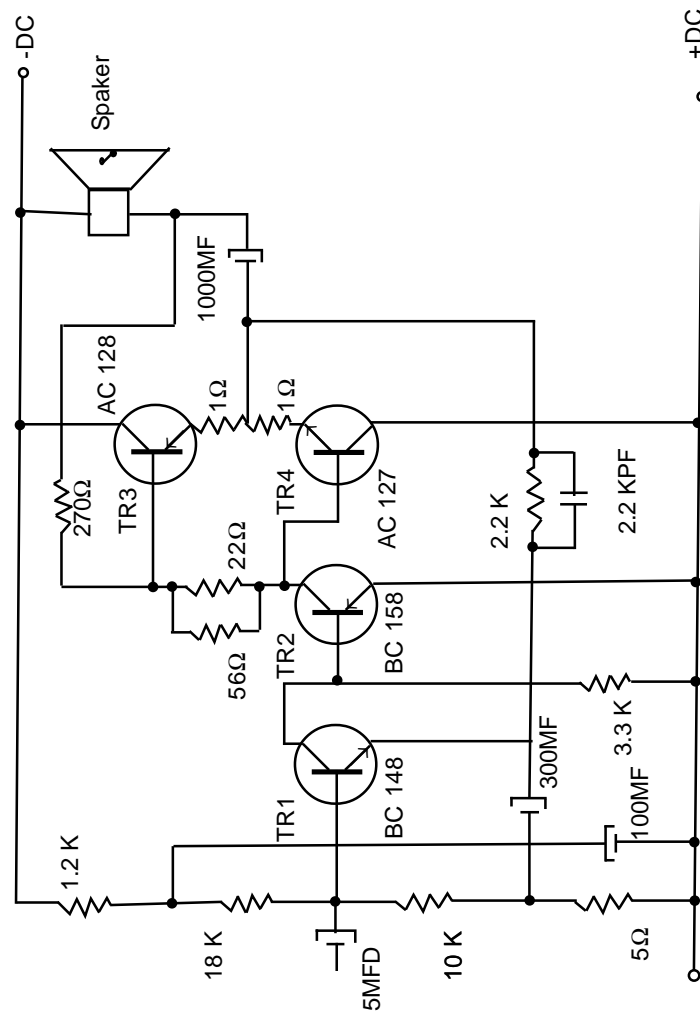 -DC
Spaker
1000MF
AC 128
1Ω
1Ω
270Ω
TR3
TR4
AC 127
22Ω
56Ω
TR2
BC 158
2.2 K
2.2 KPF
TR1
BC 148
300MF
3.3 K
1.2 K
100MF
18 K
10 K
5Ω
5MFD
+DC